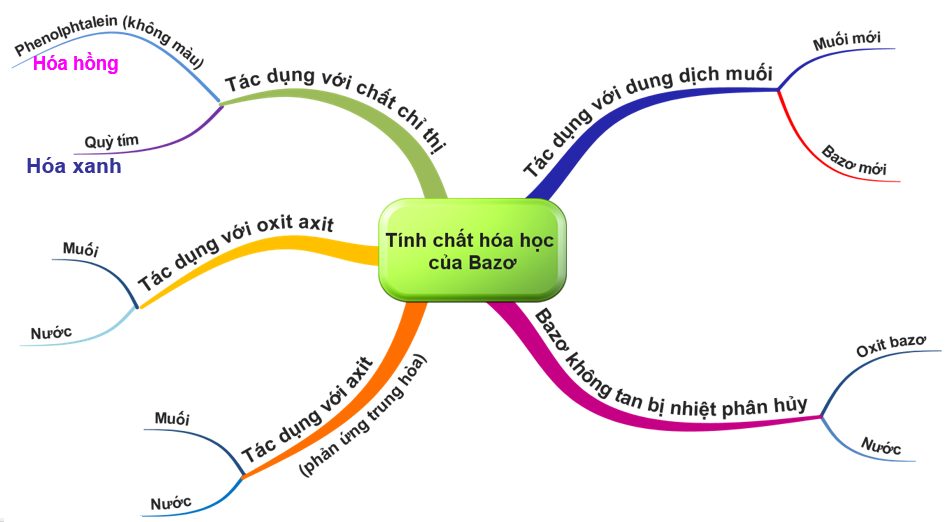 Tính chất hóa học
của Bazơ
Tác dụng với chất chỉ thị
Phenolphtalein (không màu)
Hóa hồng
Quỳ tím
Hóa xanh
Tác dụng với oxit axit
Muối
Nước
Tác dụng với axit
(phản ứng trung hòa)
Muối
Nước
Tác dụng với dung dịch muối
Muối mới
Bazơ mới
Bazơ không tan bị nhiệt phân hủy
Oxit bazơ
Nước